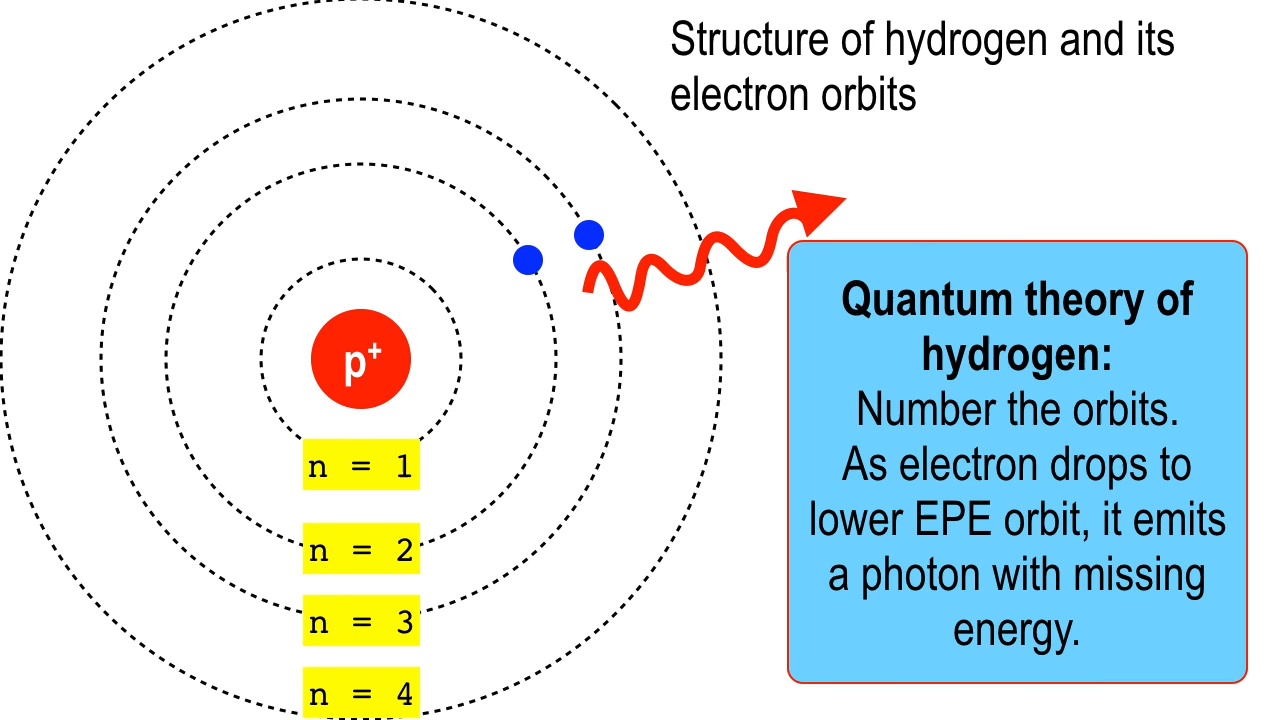 Structure of hydrogen and its
electron orbits
p⁺
n = 1
n = 2
n = 3
n = 4
Quantum theory of
hydrogen:
Number the orbits.
As electron drops to
lower EPE orbit, it emits
a photon with missing
energy.